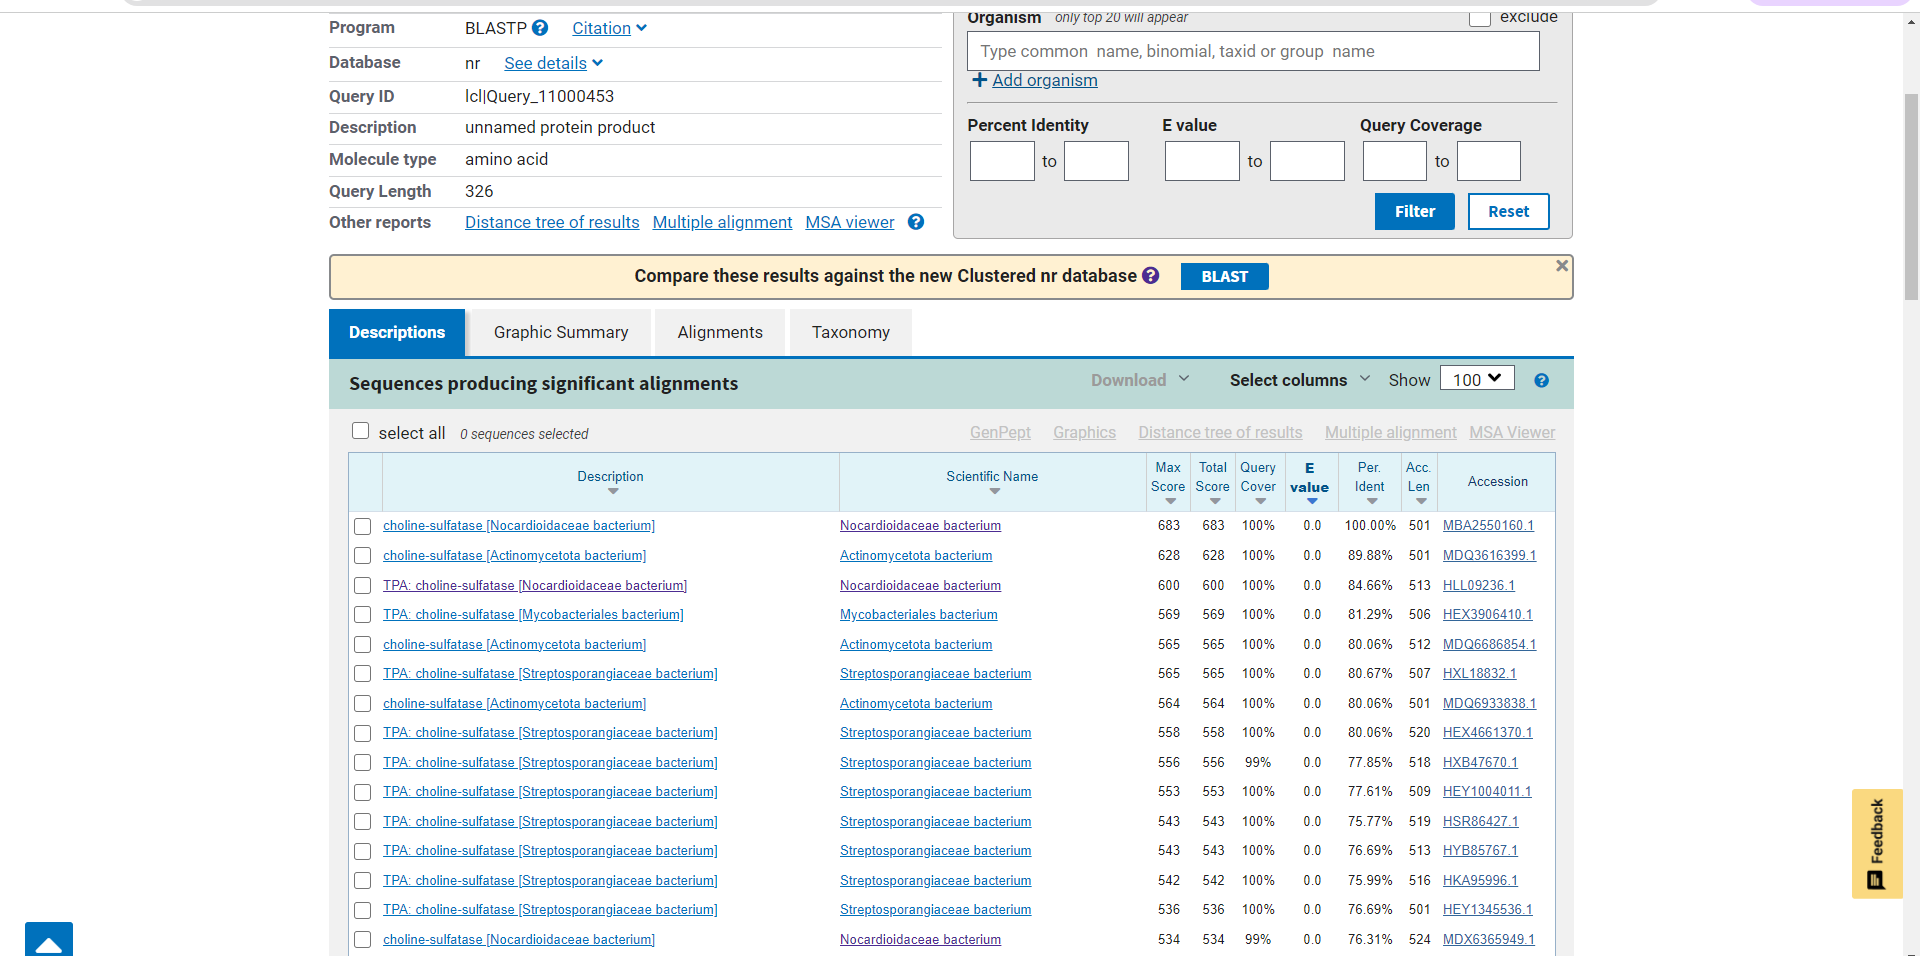 Program BLASTP Citation
Database nr See details
Query ID lcl|Query_11000453
Description unnamed protein product
Molecule type amino acid
Query Length 326
Other reports Distance tree of results Multiple alignment MSA viewer
Organism only top 20 will appear exclude
Type common name, binomial, taxid or group name
Add organism
Percent Identity E value Query Coverage
to to to
Filter Reset
Compare these results against the new Clustered nr database BLAST
Descriptions Graphic Summary Alignments Taxonomy
Sequences producing significant alignments Download Select columns Show 100
select all 0 sequences selected GenPept Graphics Distance tree of results Multiple alignment MSA Viewer
Description Scientific Name Max Score Total Score Query Cover E value Per. Ident Acc. Len Accession
choline-sulfatase [Nocardioidaceae bacterium] Nocardioidaceae bacterium 683 683 100% 0.0 100.00% 501 MBA2550160.1
choline-sulfatase [Actinomycetota bacterium] Actinomycetota bacterium 628 628 100% 0.0 89.88% 501 MDQ3616399.1
TPA: choline-sulfatase [Nocardioidaceae bacterium] Nocardioidaceae bacterium 600 600 100% 0.0 84.66% 513 HLL09236.1
TPA: choline-sulfatase [Mycobacteriales bacterium] Mycobacteriales bacterium 569 569 100% 0.0 81.29% 506 HEX3906410.1
choline-sulfatase [Actinomycetota bacterium] Actinomycetota bacterium 565 565 100% 0.0 80.06% 512 MDQ6686854.1
TPA: choline-sulfatase [Streptosporangiaceae bacterium] Streptosporangiaceae bacterium 565 565 100% 0.0 80.67% 507 HXL18832.1
choline-sulfatase [Actinomycetota bacterium] Actinomycetota bacterium 564 564 100% 0.0 80.06% 501 MDQ6933838.1
TPA: choline-sulfatase [Streptosporangiaceae bacterium] Streptosporangiaceae bacterium 558 558 100% 0.0 80.06% 520 HEX4661370.1
TPA: choline-sulfatase [Streptosporangiaceae bacterium] Streptosporangiaceae bacterium 556 556 99% 0.0 77.85% 518 HXB47670.1
TPA: choline-sulfatase [Streptosporangiaceae bacterium] Streptosporangiaceae bacterium 553 553 100% 0.0 77.61% 509 HEY1004011.1
TPA: choline-sulfatase [Streptosporangiaceae bacterium] Streptosporangiaceae bacterium 543 543 100% 0.0 75.77% 519 HSR86427.1
TPA: choline-sulfatase [Streptosporangiaceae bacterium] Streptosporangiaceae bacterium 543 543 100% 0.0 76.69% 513 HYB85767.1
TPA: choline-sulfatase [Streptosporangiaceae bacterium] Streptosporangiaceae bacterium 542 542 100% 0.0 75.99% 516 HKA95996.1
TPA: choline-sulfatase [Streptosporangiaceae bacterium] Streptosporangiaceae bacterium 536 536 100% 0.0 76.69% 501 HEY1345536.1
choline-sulfatase [Nocardioidaceae bacterium] Nocardioidaceae bacterium 534 534 99% 0.0 76.31% 524 MDX6365949.1
Feedback